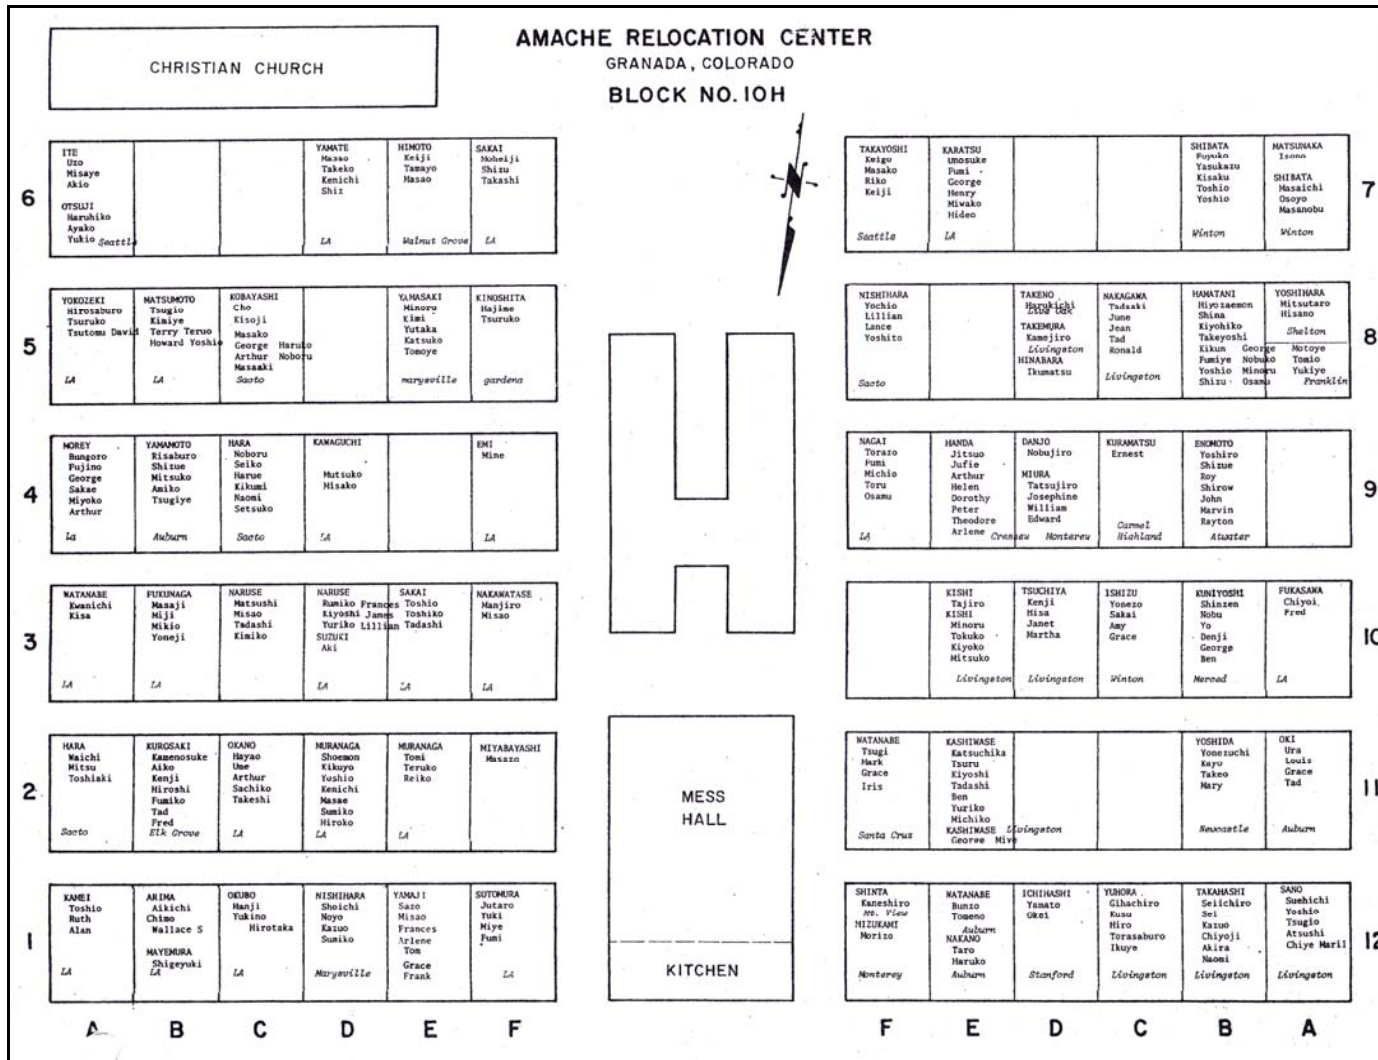 CHRISTIAN CHURCH
AMACHE RELOCATION CENTER
GRANADA, COLORADO
BLOCK NO. 10H
6
ITE
Uzo
Misaye
Akio
OTSUJI
Haruhiko
Ayako
Yukio Seattle
YAMATE
Masao
Takeko
Kenichi
Shiz
LA
HIMOTO
Keiji
Tamayo
Masao
Walnut Grove
SAKAI
Moheiji
Shizu
Takashi
LA
TAKAYOSHI
Keigo
Masako
Riko
Keiji
Seattle
KARATSU
Unosuke
Fumi
George
Henry
Miwako
Hideo
LA
SHIBATA
Fuyuko
Yasukazu
Kisaku
Toshio
Yoshio
Winton
MATSUNAKA
Isono
SHIBATA
Masaichi
Osoyo
Masanobu
Winton
7
5
YOKOZEKI
Hirosaburo
Tsuruko
Tsutomu David
LA
MATSUMOTO
Tsugio
Kimiye
Terry Teruo
Howard Yoshio
LA
KOBAYASHI
Cho
Kisoji
Masako
George Haruko
Arthur Noboru
Masaaki
Sacto
YAMASAKI
Minoru
Kimi
Yutaka
Katsuko
Tomoye
marysville
KINOSHITA
Hajime
Tsuruko
gardena
NISHIHARA
Yochio
Lillian
Lance
Yoshito
Sacto
TAKENO
Harukichi
Live Oak
TAKEMURA
Kamejiro
Livingston
HINABARA
Ikumatsu
NAKAGAWA
Tadaaki
June
Jean
Tad
Ronald
Livingston
HAMATANI
Hiyozaemon
Shina
Kiyohiko
Takeyoshi
Kikun George
Fumiye Nobuko
Yoshio Minoru
Shizu Osamu
YOSHIHARA
Mitsutaro
Hisano
Shelton
Motoye
Tomio
Yukiye
Franklin
8
4
MOREY
Bungoro
Fujino
George
Sakae
Miyoko
Arthur
La
YAMAMOTO
Risaburo
Shizue
Mitsuko
Amiko
Tsugiye
Auburn
HARA
Noboru
Seiko
Harue
Kikumi
Naomi
Setsuko
Sacto
KAWAGUCHI
Mutsuko
Misako
LA
EMI
Mine
LA
NAGAI
Torazo
Fumi
Michio
Toru
Osamu
LA
HANDA
Jitsuo
Jufie
Arthur
Helen
Dorothy
Peter
Theodore
Arlene
DANJO
Nobujiro
MIURA
Tatsujiro
Josephine
William
Edward
Monterey
KURAMATSU
Ernest
Carmel
Highland
ENOMOTO
Yoshiro
Shizue
Roy
Shirow
John
Marvin
Rayton
Atwater
9
3
WATANABE
Kwanichi
Kisa
LA
FUKUNAGA
Masaji
Miji
Mikio
Yoneji
LA
NARUSE
Matsushi
Misao
Tadashi
Kimiko
NARUSE
Rumiko Frances
Kiyoshi James
Yuriko Lillian
SUZUKI
Aki
LA
SAKAI
Toshio
Toshiko
Tadashi
LA
NAKAWATASE
Manjiro
Misao
LA
KISHI
Tajiro
KISHI
Minoru
Tokuko
Kiyoko
Mitsuko
Livingston
TSUCHIYA
Kenji
Hisa
Janet
Martha
Livingston
ISHIZU
Yonezo
Sakai
Amy
Grace
Winton
KUNIYOSHI
Shinzen
Nobu
Yo
Denji
George
Ben
Merced
FUKASAWA
Chiyoi
Fred
LA
10
2
HARA
Waichi
Mitsu
Toshiaki
Sacto
KUROSAKI
Kamenosuke
Aiko
Kenji
Hiroshi
Fumiko
Tad
Fred
Elk Grove
OKANO
Hayao
Ume
Arthur
Sachiko
Takeshi
LA
MURANAGA
Shoemon
Kikuyo
Yoshio
Kenichi
Masae
Sumiko
Hiroko
LA
MURANAGA
Tomi
Teruko
Reiko
LA
MIYABAYASHI
Masazo
MESS
HALL
WATANABE
Tsugi
Mark
Grace
Iris
Santa Cruz
KASHIWASE
Katsuchika
Tsuru
Kiyoshi
Tadashi
Ben
Yuriko
Michiko
KASHIWASE Livingston
George Miye
YOSHIDA
Yonezuchi
Kayo
Takeo
Mary
Newcastle
OKI
Ura
Louis
Grace
Tad
Auburn
11
1
KAMEI
Toshio
Ruth
Alan
LA
ARIMA
Aikichi
Chimo
Wallace S
MAYEMURA
Shigeyuki
LA
OKUBO
Hanji
Yukino
Hirotaka
LA
NISHIHARA
Shoichi
Noyo
Kazuo
Sumiko
Marysville
YAMAJI
Sazo
Misao
Frances
Arlene
Tom
Grace
Frank
SOTOMURA
Jutaro
Yuki
Miye
Fumi
LA
KITCHEN
SHINTA
Kaneshiro
Mt. View
MIZUKAMI
Morizo
Monterey
WATANABE
Bunzo
Tomeno
Auburn
NAKANO
Taro
Haruko
Auburn
ICHIHASHI
Yamato
Okei
Stanford
YUHORA
Gihachiro
Kusu
Hiro
Torasaburo
Ikuye
Livingston
TAKAHASHI
Seiichiro
Sei
Kazuo
Chiyoji
Akira
Naomi
Livingston
SANO
Suehichi
Yoshio
Tsugio
Atsushi
Chiye Maril
Livingston
12
A B C D E F
F E D C B A